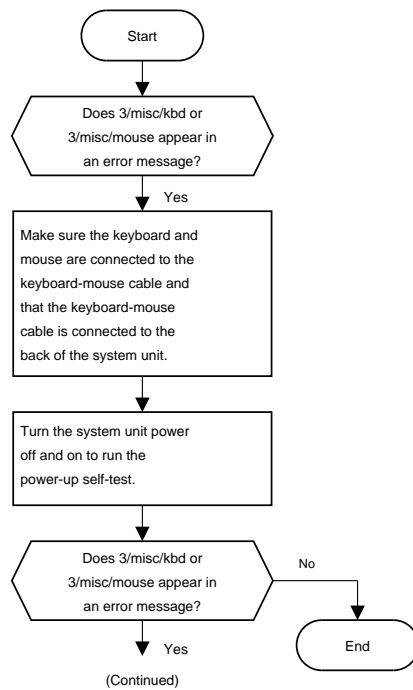 Start
Does 3/misc/kbd or
3/misc/mouse appear in
an error message?
Yes
Make sure the keyboard and
mouse are connected to the
keyboard-mouse cable and
that the keyboard-mouse
cable is connected to the
back of the system unit.
Turn the system unit power
off and on to run the
power-up self-test.
Does 3/misc/kbd or
3/misc/mouse appear in
an error message?
No
End
Yes
(Continued)